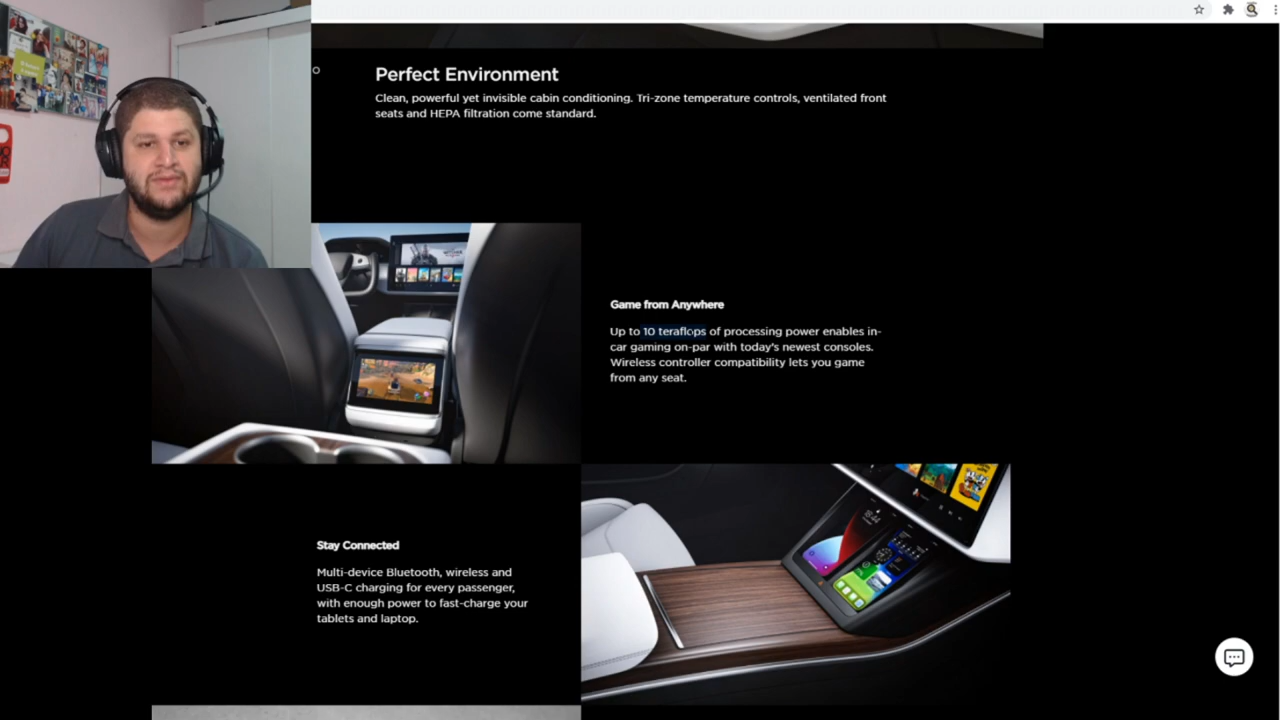 Perfect Environment
Clean, powerful yet invisible cabin conditioning. Tri-zone temperature controls, ventilated front
seats and HEPA filtration come standard.
Game from Anywhere
Up to 10 teraflops of processing power enables in-
car gaming on-par with today's newest consoles.
Wireless controller compatibility lets you game
from any seat.
Stay Connected
Multi-device Bluetooth, wireless and
USB-C charging for every passenger,
with enough power to fast-charge your
tablets and laptop.